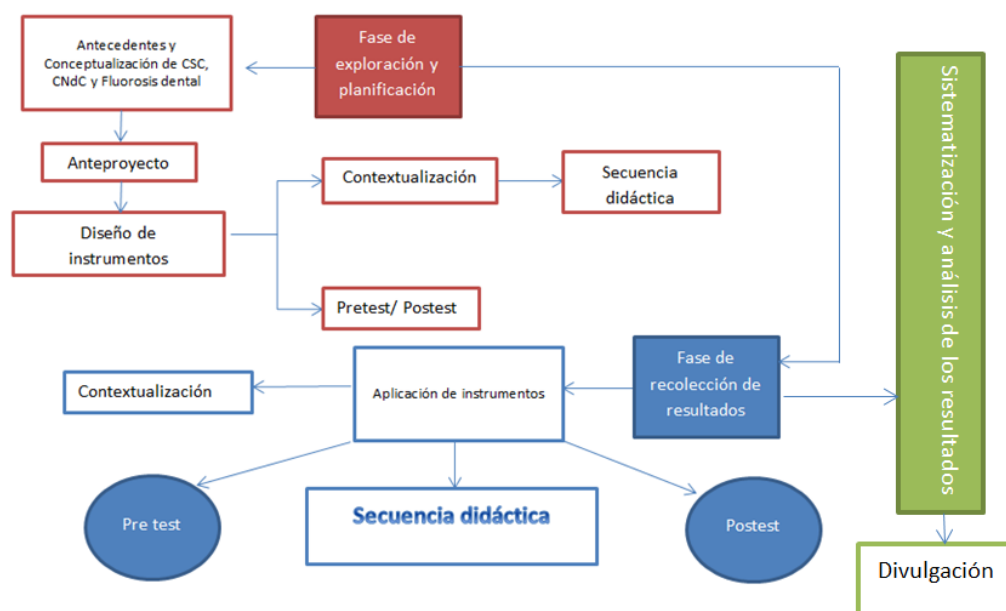 Antecedentes y
Conceptualización de CSC,
CNdC y Fluorosis dental
Fase de
exploración y
planificación
Anteproyecto
Contextualización
Secuencia
didáctica
Diseño de
instrumentos
Pretest/ Postest
Fase de
recolección de
resultados
Aplicación de instrumentos
Contextualización
Pre test
Secuencia didáctica
Postest
Sistematización y análisis de los resultados
Divulgación